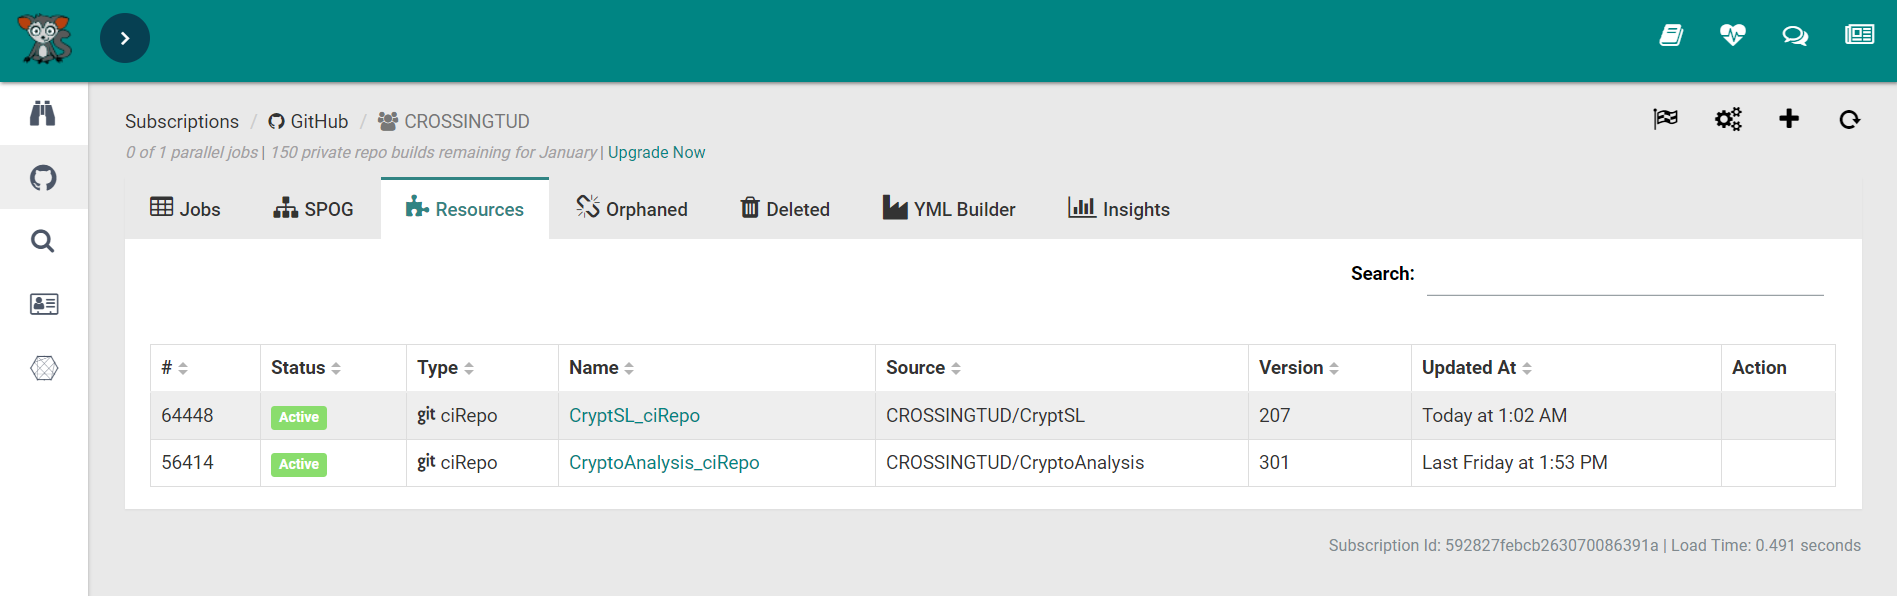 Subscriptions / GitHub / CROSSINGTUD
0 of 1 parallel jobs | 150 private repo builds remaining for January | Upgrade Now
Jobs SPOG Resources Orphaned Deleted YML Builder Insights
Search:
# Status Type Name Source Version Updated At Action
64448 Active git ciRepo CryptSL_ciRepo CROSSINGTUD/CryptSL 207 Today at 1:02 AM
56414 Active git ciRepo CryptoAnalysis_ciRepo CROSSINGTUD/CryptoAnalysis 301 Last Friday at 1:53 PM
Subscription Id: 592827febcb263070086391a | Load Time: 0.491 seconds